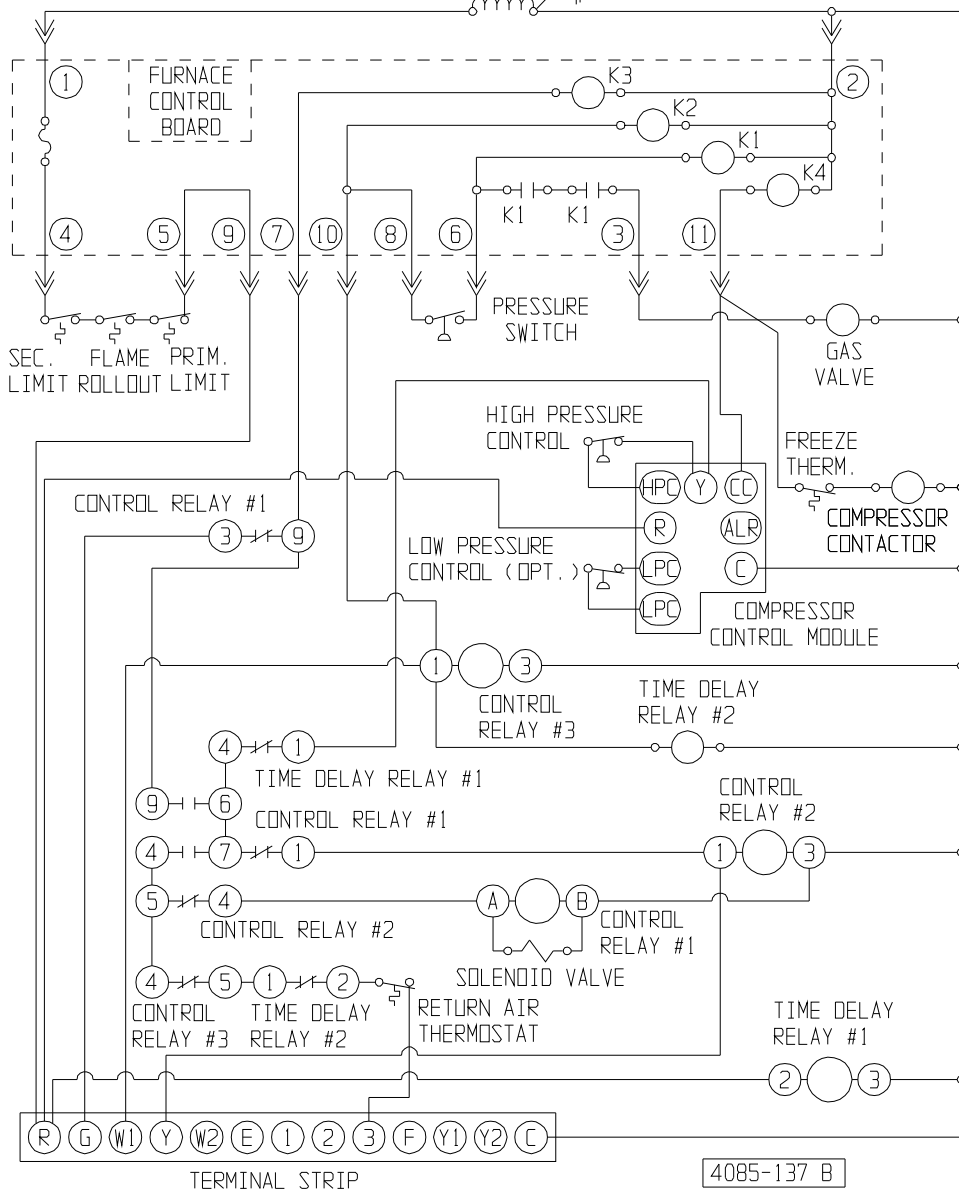 K3
1
FURNACE
CONTROL
BOARD
2
K2
K1
K4
K1 K1
4 5 9 7 10 8 6 3 11
PRESSURE
SWITCH
SEC. FLAME PRIM.
LIMIT ROLLOUT LIMIT
GAS
VALVE
HIGH PRESSURE
CONTROL
FREEZE
THERM.
HPC Y CC
CONTROL RELAY #1
3 9
R ALR
COMPRESSOR
CONTACTOR
LOW PRESSURE
CONTROL (OPT.)
LPC C
LPC
COMPRESSOR
CONTROL MODULE
1 3
CONTROL
RELAY #3
TIME DELAY
RELAY #2
4 1
TIME DELAY RELAY #1
9 6
CONTROL RELAY #1
CONTROL
RELAY #2
4 7 1 1 3
5 4 A B
CONTROL RELAY #2
CONTROL
RELAY #1
SOLENOID VALVE
4 5 1 2
CONTROL
RELAY #3
TIME DELAY
RELAY #2
RETURN AIR
THERMOSTAT
TIME DELAY
RELAY #1
2 3
R G W1 Y W2 E 1 2 3 F Y1 Y2 C
TERMINAL STRIP
4085-137 B